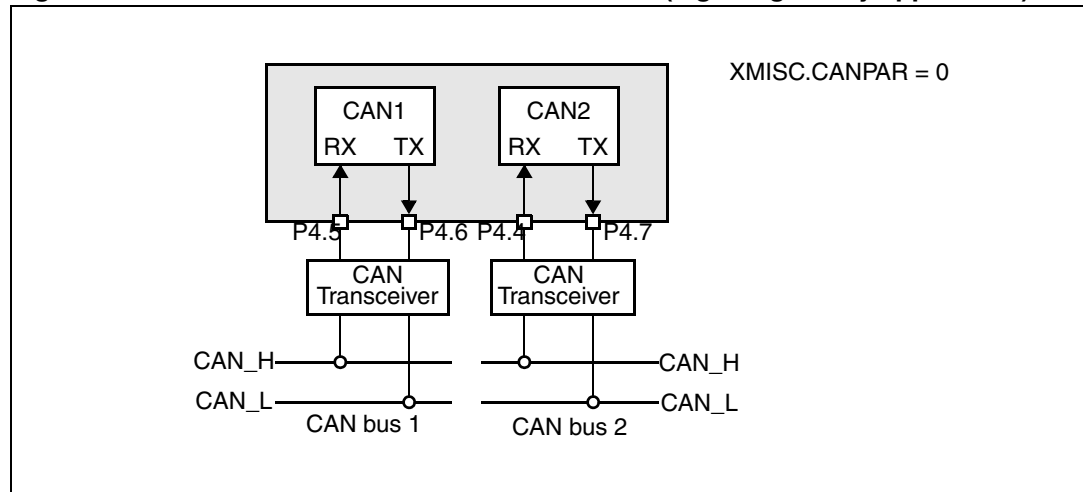 XMISC.CANPAR = 0
CAN1
RX TX
CAN2
RX TX
P4.5
P4.6
P4.4
P4.7
CAN
Transceiver
CAN
Transceiver
CAN_H
CAN_H
CAN_L
CAN_L
CAN bus 1
CAN bus 2